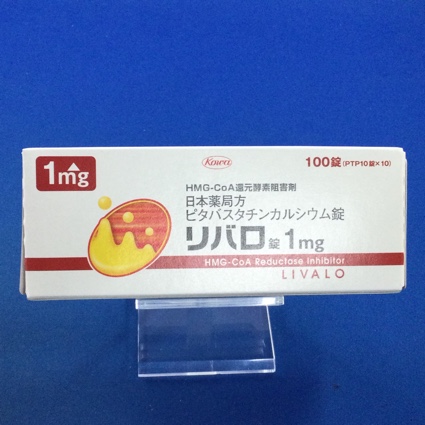 1mg
Kowa
100錠(PTP10錠×10)
HMG-CoA還元酵素阻害剤
日本薬局方
ピタバスタチンカルシウム錠
リバロ錠1mg
HMG-CoA Reductase Inhibitor
LIVALO